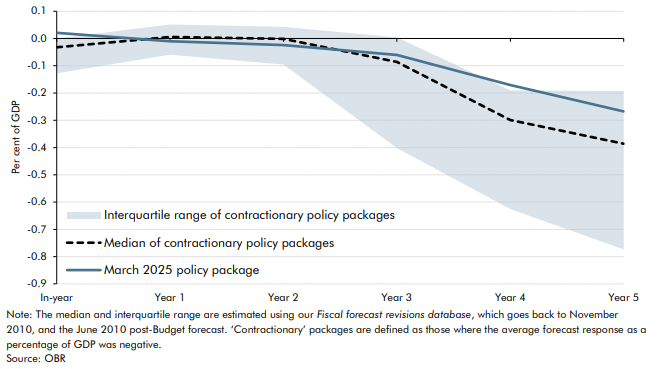 0.1
0.0
-0.1
-0.2
-0.3
-0.4
-0.5
-0.6
-0.7
-0.8
-0.9
Per cent of GDP
Interquartile range of contractionary policy packages
Median of contractionary policy packages
March 2025 policy package
In-year Year 1 Year 2 Year 3 Year 4 Year 5
Note: The median and interquartile range are estimated using our Fiscal forecast revisions database, which goes back to November
2010, and the June 2010 post-Budget forecast. ‘Contractionary’ packages are defined as those where the average forecast response as a
percentage of GDP was negative.
Source: OBR